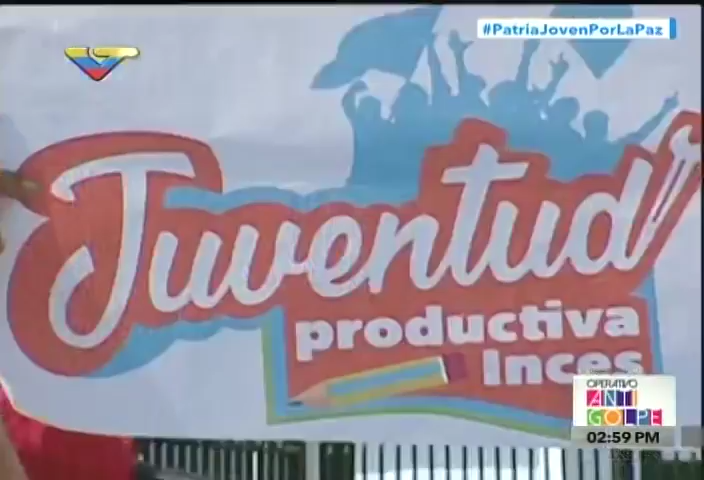 #PatriaJovenPorLaPaz
Juventud
productiva
Inces
OPERATIVO
ANTI
GOLPE
02:59 PM